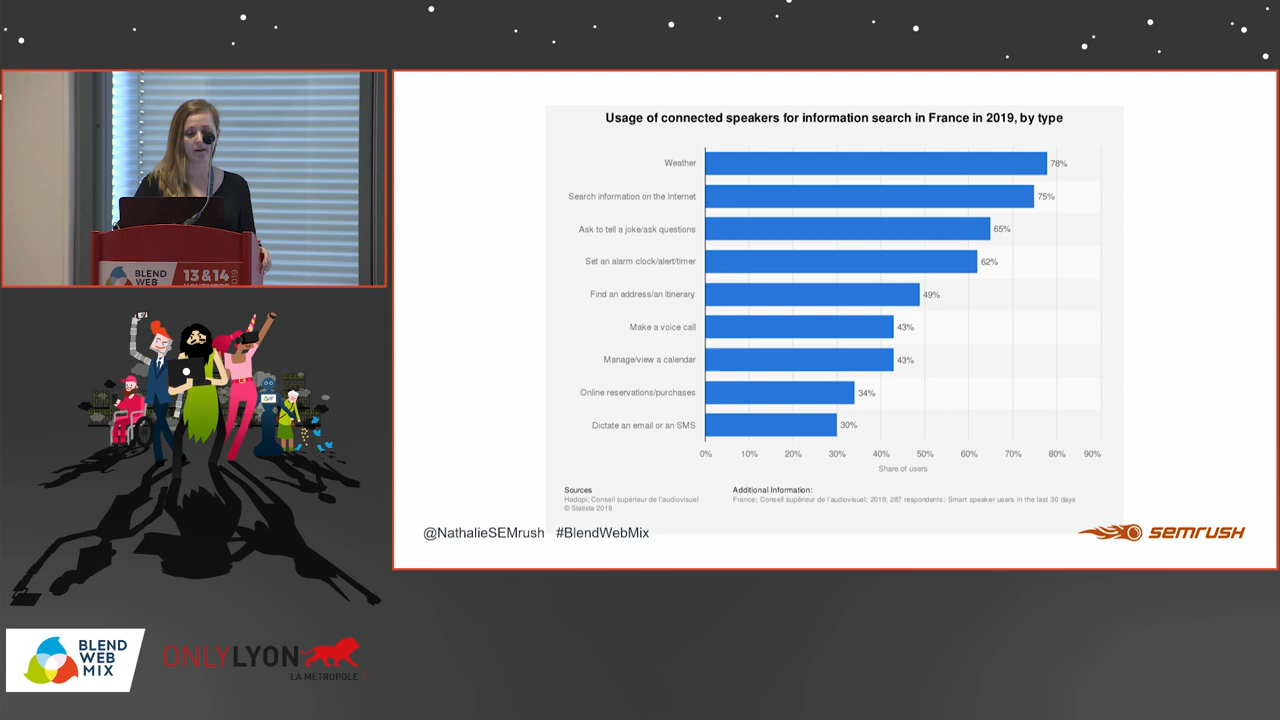 Usage of connected speakers for information search in France in 2019, by type
Weather
78%
Search information on the Internet
75%
Ask to tell a joke/ask questions
65%
Set an alarm clock/alert/timer
62%
Find an address/an itinerary
49%
Make a voice call
43%
Manage/view a calendar
43%
Online reservations/purchases
34%
Dictate an email or an SMS
30%
0% 10% 20% 30% 40% 50% 60% 70% 80% 90%
Share of users
Sources
Hadopi; Conseil supérieur de l'audiovisuel
© Statista 2019
Additional Information:
France; Conseil supérieur de l'audiovisuel; 2019; 287 respondents; Smart speaker users in the last 30 days
@NathalieSEMrush #BlendWebMix
SEMRUSH
BLEND
WEB
13 & 14
BLEND
WEB
MIX
ONLYLYON
LA MÉTROPOLE